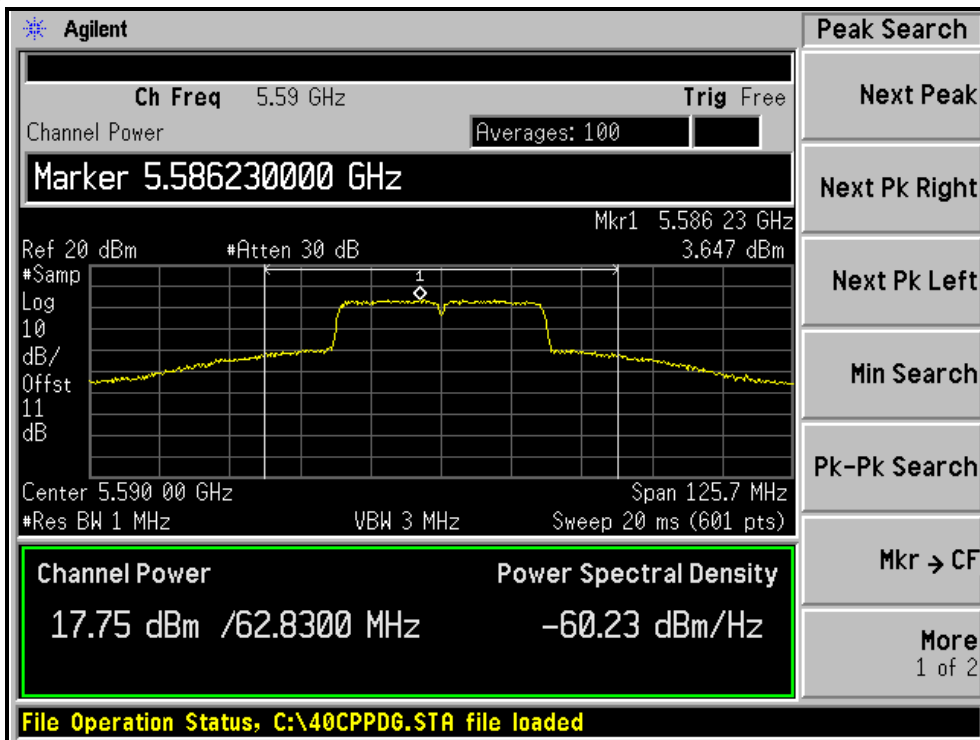 Agilent
Peak Search
Ch Freq 5.59 GHz Trig Free
Channel Power Averages: 100
Marker 5.586230000 GHz
Mkr1 5.586 23 GHz
Ref 20 dBm #Atten 30 dB 3.647 dBm
#Samp
Log
10
dB/
Offst
11
dB
1
Center 5.590 00 GHz Span 125.7 MHz
#Res BW 1 MHz VBW 3 MHz Sweep 20 ms (601 pts)
Channel Power Power Spectral Density
17.75 dBm /62.8300 MHz -60.23 dBm/Hz
File Operation Status, C:\40CPPDG.STA file loaded
Next Peak
Next Pk Right
Next Pk Left
Min Search
Pk-Pk Search
Mkr → CF
More
1 of 2